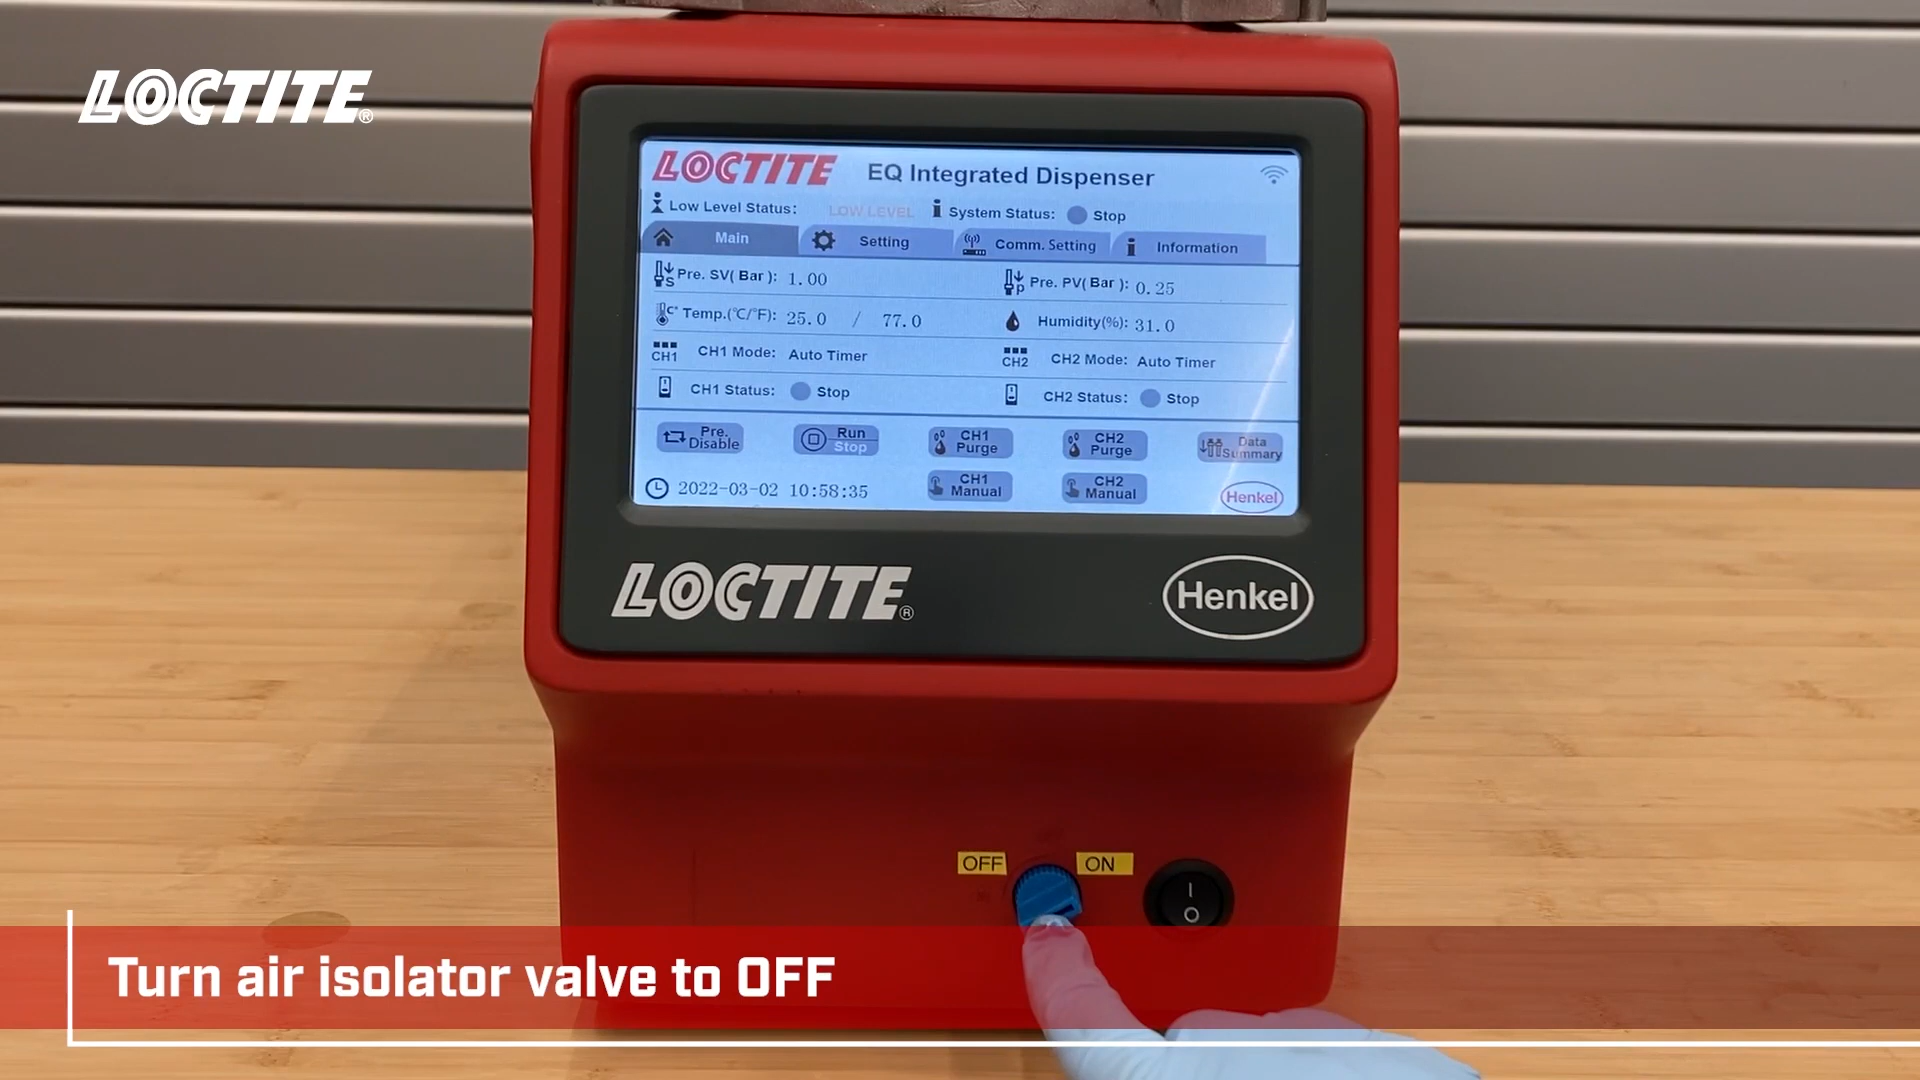 LOCTITE®
LOCTITE EQ Integrated Dispenser
Low Level Status: LOW LEVEL System Status: Stop
Main Setting Comm. Setting Information
Pre. SV( Bar ): 1.00 Pre. PV( Bar ): 0.25
Temp.(℃/℉): 25.0 / 77.0 Humidity(%): 31.0
CH1 CH1 Mode: Auto Timer CH2 CH2 Mode: Auto Timer
CH1 Status: Stop CH2 Status: Stop
Pre. Disable Run Stop CH1 Purge CH2 Purge Data Summary
2022-03-02 10:58:35 CH1 Manual CH2 Manual Henkel
LOCTITE® Henkel
OFF ON
Turn air isolator valve to OFF